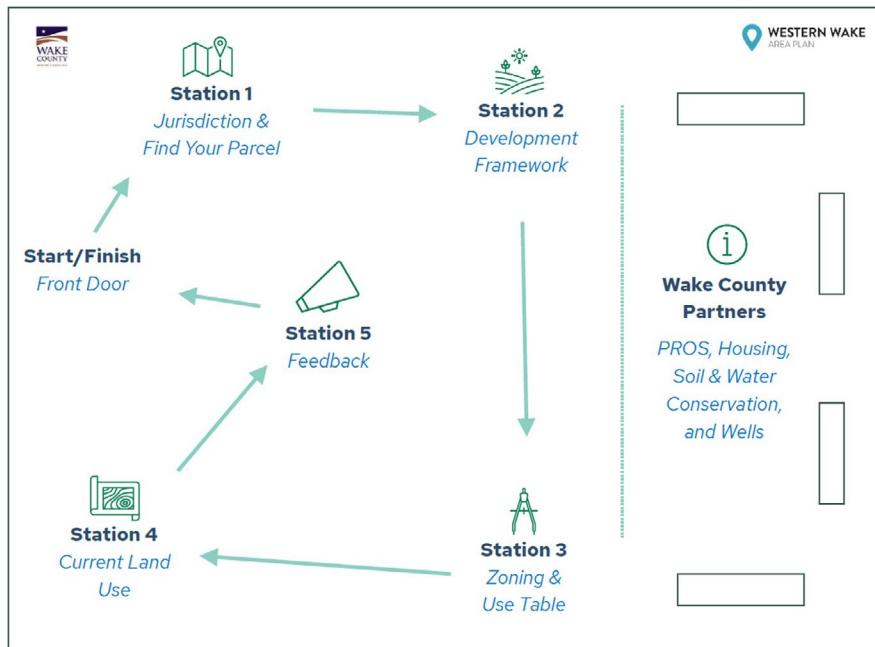 WAKE
COUNTY
WESTERN WAKE
AREA PLAN
Station 1
Jurisdiction &
Find Your Parcel
Station 2
Development
Framework
Start/Finish
Front Door
Station 5
Feedback
Wake County
Partners
PROS, Housing,
Soil & Water
Conservation,
and Wells
Station 4
Current Land
Use
Station 3
Zoning &
Use Table